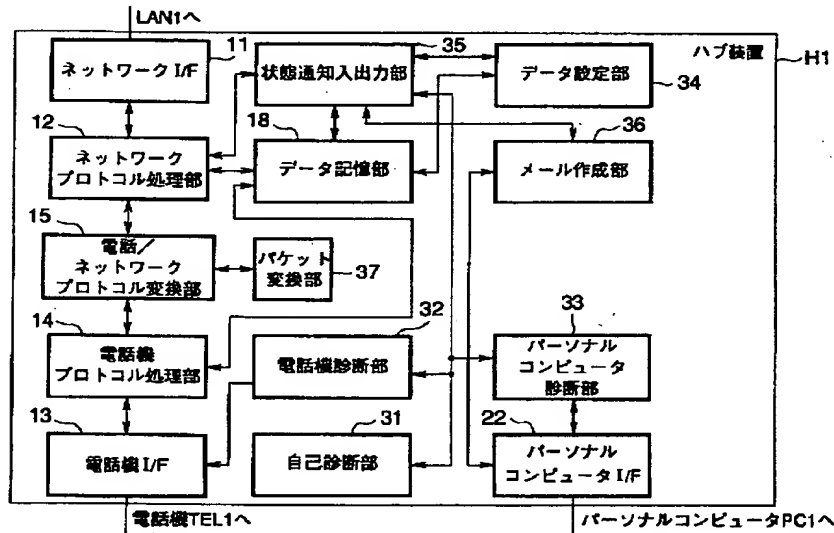 LAN1へ
ハブ装置
H1
11
ネットワークI/F
35
状態通知入出力部
データ設定部
34
12
ネットワーク
プロトコル処理部
18
データ記憶部
36
メール作成部
15
電話/
ネットワーク
プロトコル変換部
パケット
変換部
37
14
電話機
プロトコル処理部
32
電話機診断部
33
パーソナル
コンピュータ
診断部
13
電話機I/F
31
自己診断部
22
パーソナル
コンピュータI/F
電話機TEL1へ
パーソナルコンピュータPC1へ